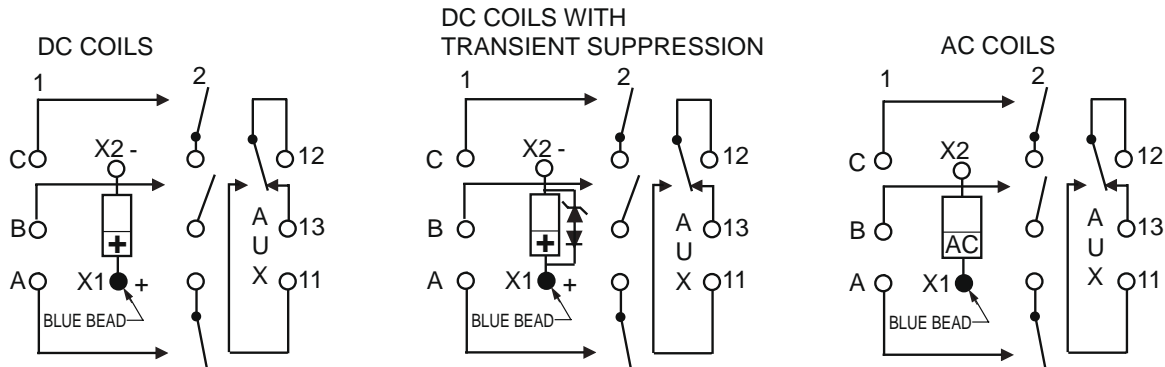 DC COILS
1
2
C
X2 -
12
B
+
A
U
X
13
A
X1
+
11
BLUE BEAD
DC COILS WITH
TRANSIENT SUPPRESSION
1
2
C
X2 -
12
B
+
A
U
X
13
A
X1
+
11
BLUE BEAD
AC COILS
1
2
C
X2
12
B
AC
A
U
X
13
A
X1
11
BLUE BEAD